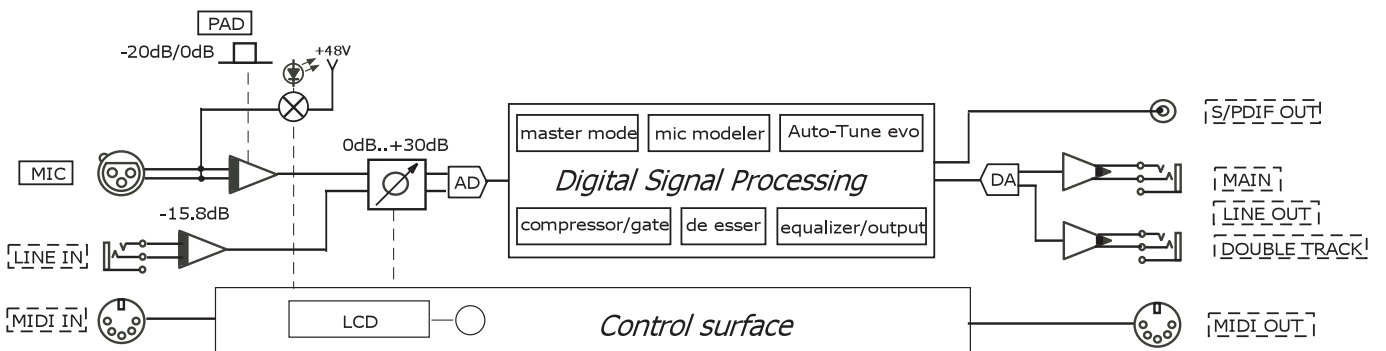 PAD
-20dB/0dB
+48V
MIC
0dB..+30dB
-15.8dB
LINE IN
MIDI IN
AD
master mode
mic modeler
Auto-Tune evo
Digital Signal Processing
compressor/gate
de esser
equalizer/output
DA
S/PDIF OUT
MAIN
LINE OUT
DOUBLE TRACK
LCD
Control surface
MIDI OUT